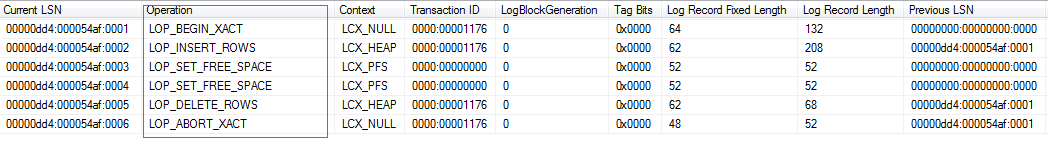 Current LSN Operation Context Transaction ID LogBlockGeneration Tag Bits Log Record Fixed Length Log Record Length Previous LSN
00000dd4:000054af:0001 LOP_BEGIN_XACT LCX_NULL 0000:00001176 0 0x0000 64 132 00000000:00000000:0000
00000dd4:000054af:0002 LOP_INSERT_ROWS LCX_HEAP 0000:00001176 0 0x0000 62 208 00000dd4:000054af:0001
00000dd4:000054af:0003 LOP_SET_FREE_SPACE LCX_PFS 0000:00000000 0 0x0000 52 52 00000000:00000000:0000
00000dd4:000054af:0004 LOP_SET_FREE_SPACE LCX_PFS 0000:00000000 0 0x0000 52 52 00000000:00000000:0000
00000dd4:000054af:0005 LOP_DELETE_ROWS LCX_HEAP 0000:00001176 0 0x0000 62 68 00000dd4:000054af:0001
00000dd4:000054af:0006 LOP_ABORT_XACT LCX_NULL 0000:00001176 0 0x0000 48 52 00000dd4:000054af:0001